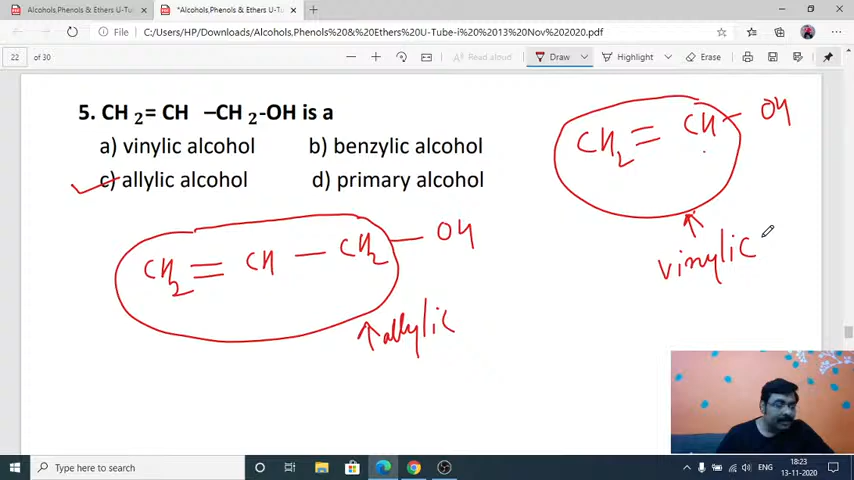 Alcohols,Phenols & Ethers U-Tub
*Alcohols,Phenols & Ethers U-Tu
File
C:/Users/HP/Downloads/Alcohols,Phenols%20&%20Ethers%20U-Tube-i%2013%20Nov%202020.pdf
22 of 30
Read aloud
Draw
Highlight
Erase
5. CH 2= CH –CH 2-OH is a
a) vinylic alcohol b) benzylic alcohol
c) allylic alcohol d) primary alcohol
CH2 = CH - OH
vinylic
CH2 = CH - CH2 - OH
allylic
Type here to search
ENG
18:23
13-11-2020